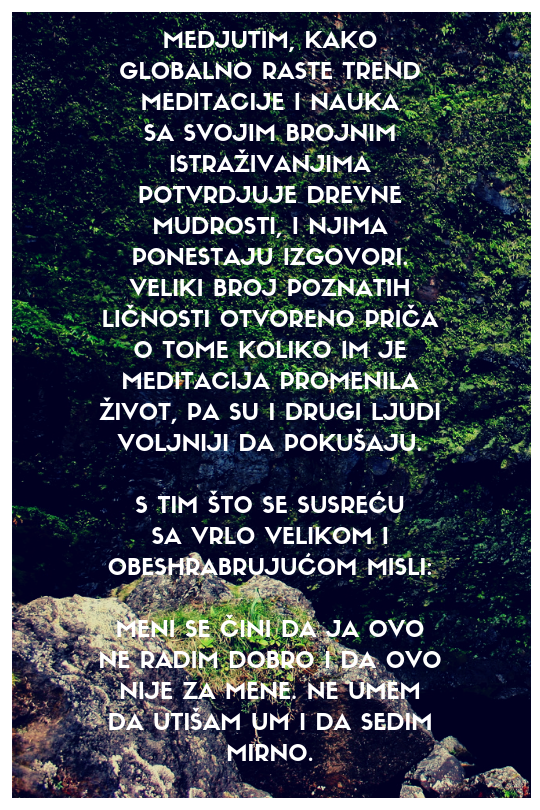 MEDJUTIM, KAKO
GLOBALNO RASTE TREND
MEDITACIJE I NAUKA
SA SVOJIM BROJNIM
ISTRAŽIVANJIMA
POTVRDJUJE DREVNE
MUDROSTI, I NJIMA
PONESTAJU IZGOVORI.
VELIKI BROJ POZNATIH
LIČNOSTI OTVORENO PRIČA
O TOME KOLIKO IM JE
MEDITACIJA PROMENILA
ŽIVOT, PA SU I DRUGI LJUDI
VOLJNIJI DA POKUŠAJU.
S TIM ŠTO SE SUSREĆU
SA VRLO VELIKOM I
OBESHRABRUJUĆOM MISLI:
MENI SE ČINI DA JA OVO
NE RADIM DOBRO I DA OVO
NIJE ZA MENE. NE UMEM
DA UTIŠAM UM I DA SEDIM
MIRNO.